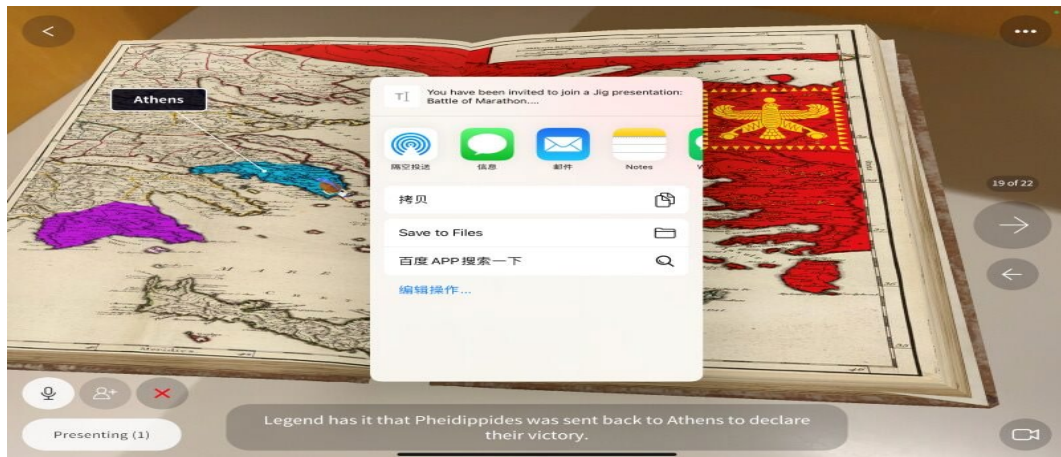 Athens
You have been invited to join a Jig presentation:
Battle of Marathon....
隔空投送
信息
邮件
Notes
拷贝
Save to Files
百度 APP 搜索一下
编辑操作...
19 of 22
Presenting (1)
Legend has it that Pheidippides was sent back to Athens to declare
their victory.